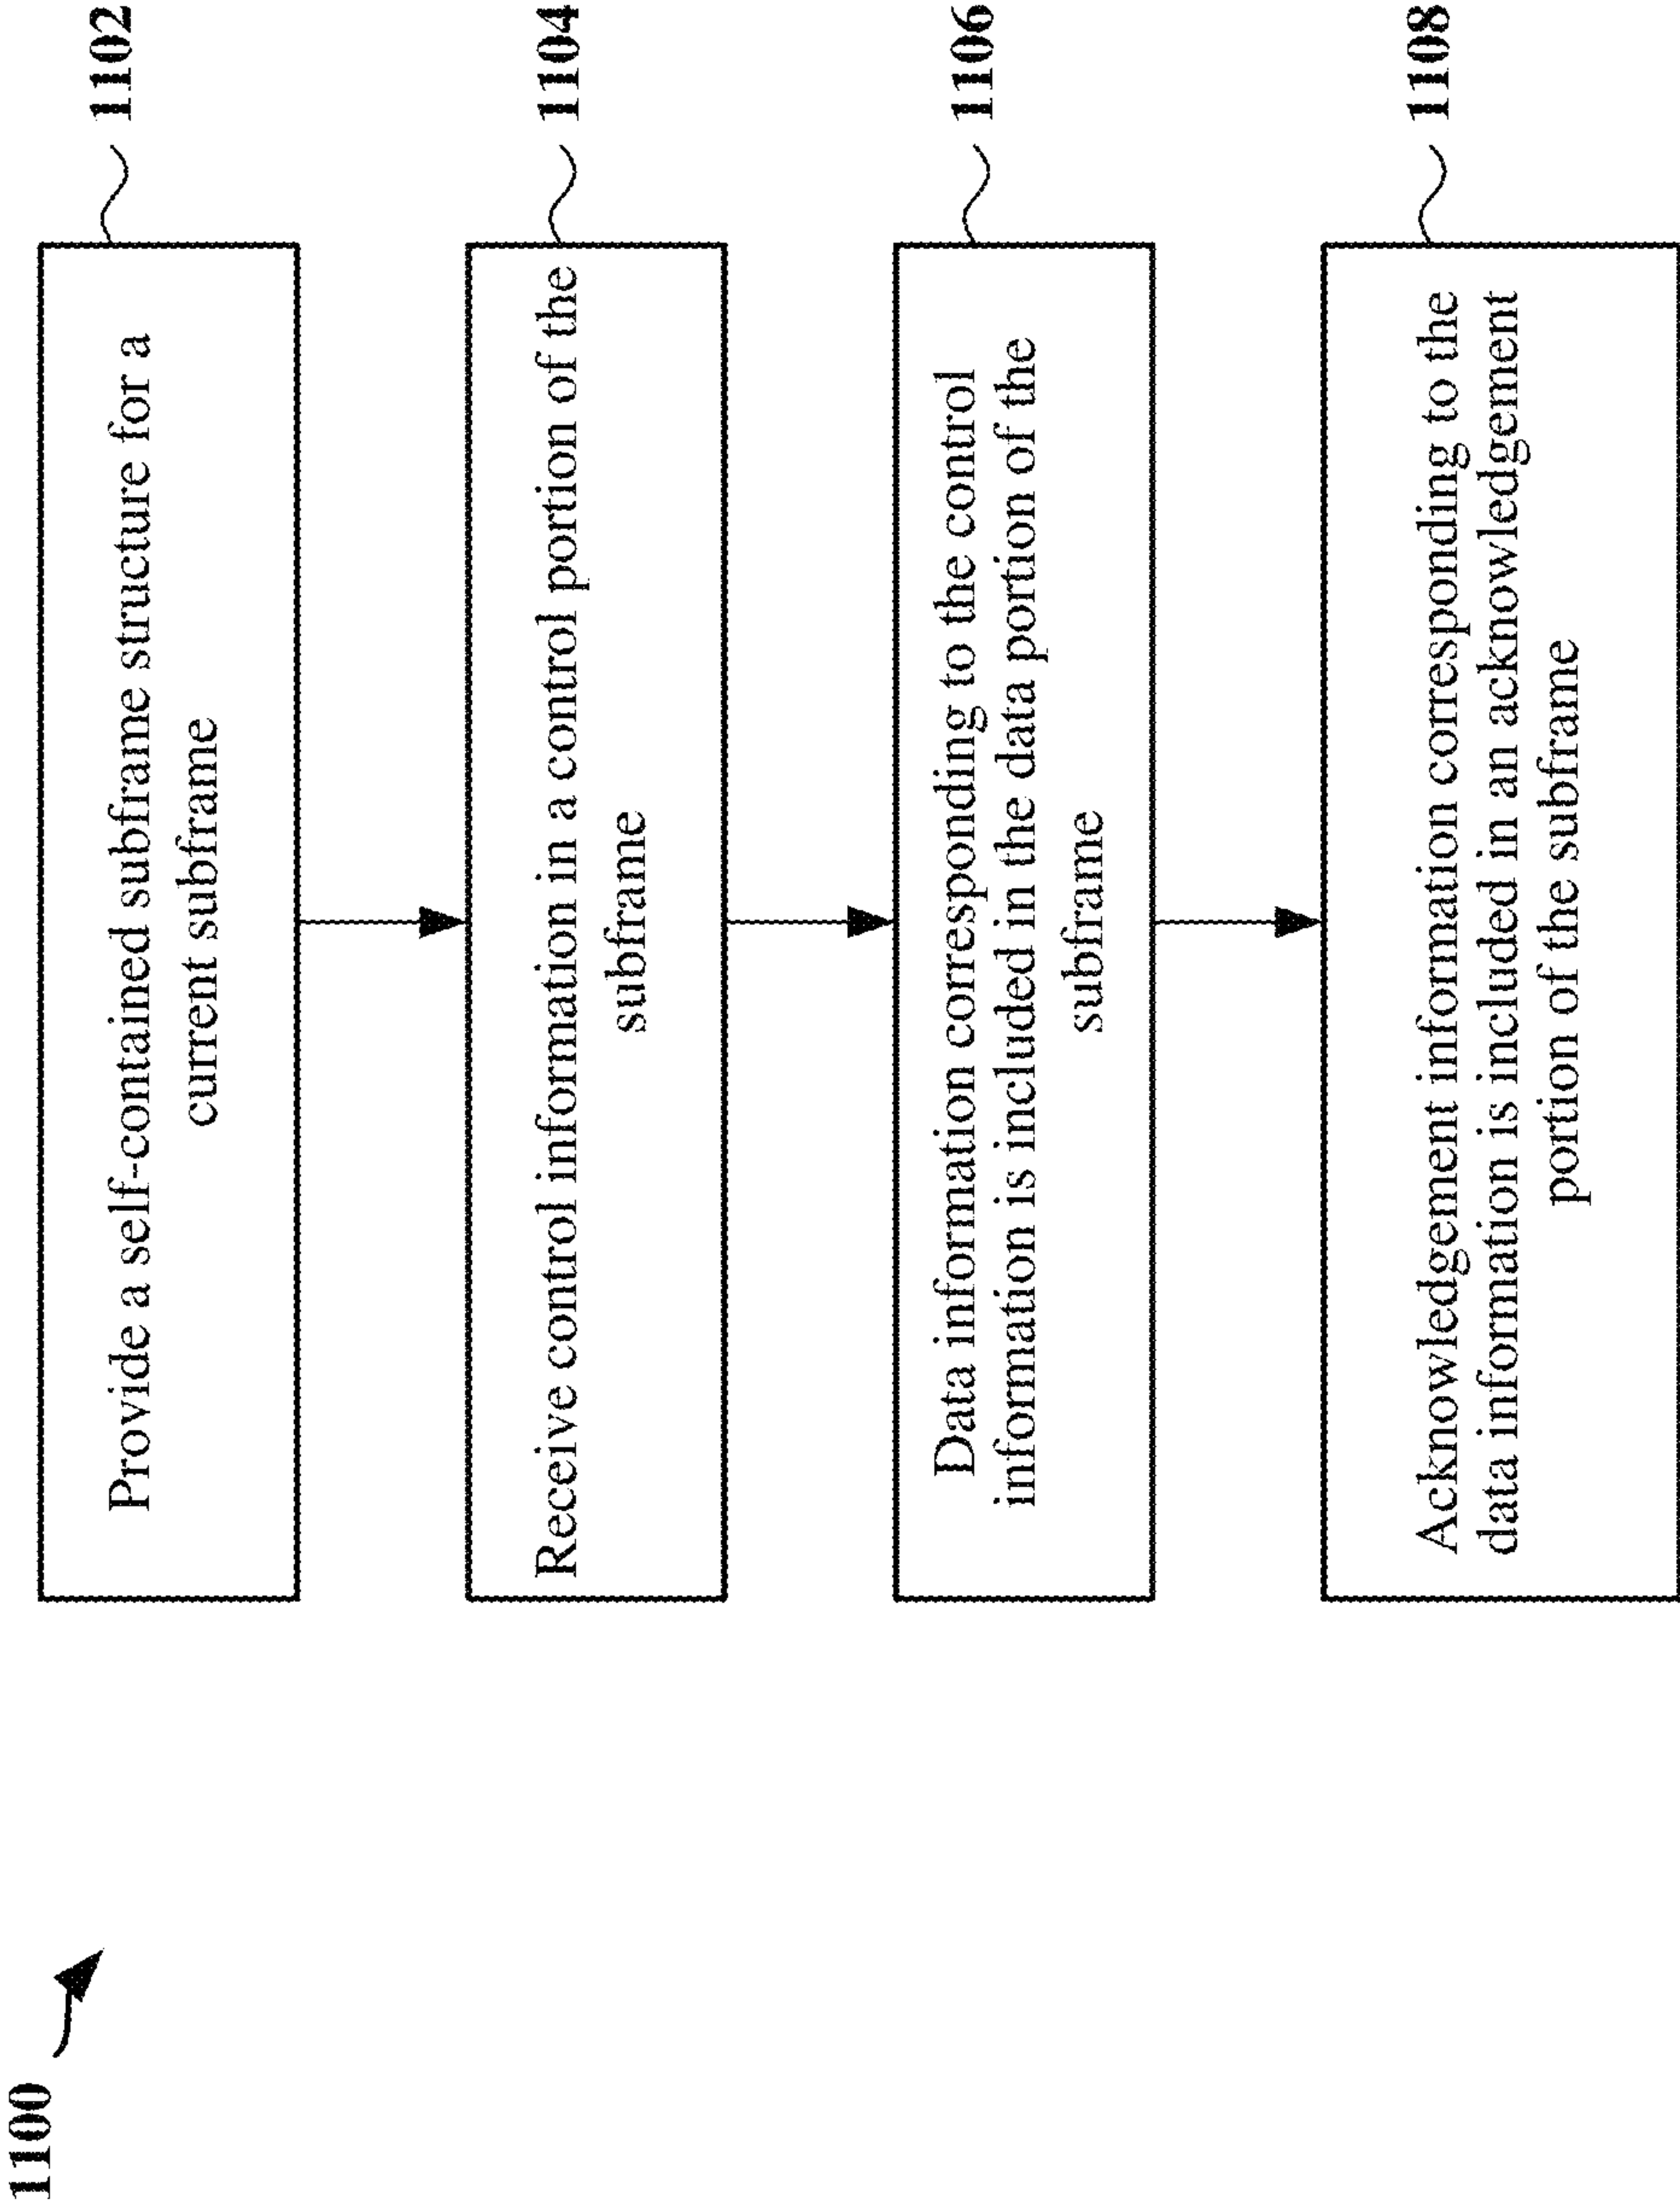 1100
Provide a self-contained subframe structure for a
current subframe
1102
Receive control information in a control portion of the
subframe
1104
Data information corresponding to the control
information is included in the data portion of the
subframe
1106
Acknowledgement information corresponding to the
data information is included in an acknowledgement
portion of the subframe
1108